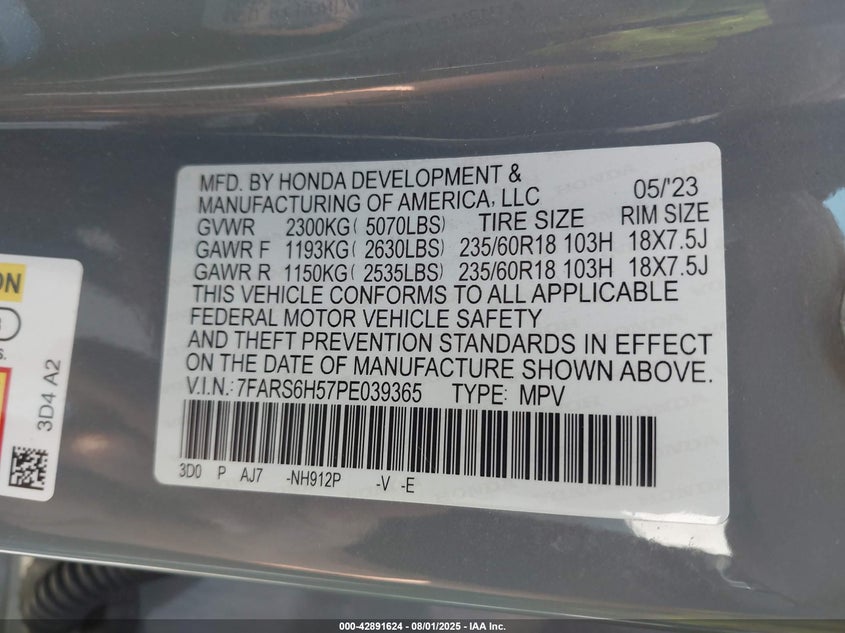 MFD. BY HONDA DEVELOPMENT &
MANUFACTURING OF AMERICA, LLC 05/'23
GVWR 2300KG( 5070LBS) TIRE SIZE RIM SIZE
GAWR F 1193KG( 2630LBS) 235/60R18 103H 18X7.5J
GAWR R 1150KG( 2535LBS) 235/60R18 103H 18X7.5J
THIS VEHICLE CONFORMS TO ALL APPLICABLE
FEDERAL MOTOR VEHICLE SAFETY
AND THEFT PREVENTION STANDARDS IN EFFECT
ON THE DATE OF MANUFACTURE SHOWN ABOVE.
V.I.N.: 7FARS6H57PE039365 TYPE: MPV
3D0 P AJ7 -NH912P -V -E
3D4 A2
000-42891624 - 08/01/2025 - IAA Inc.